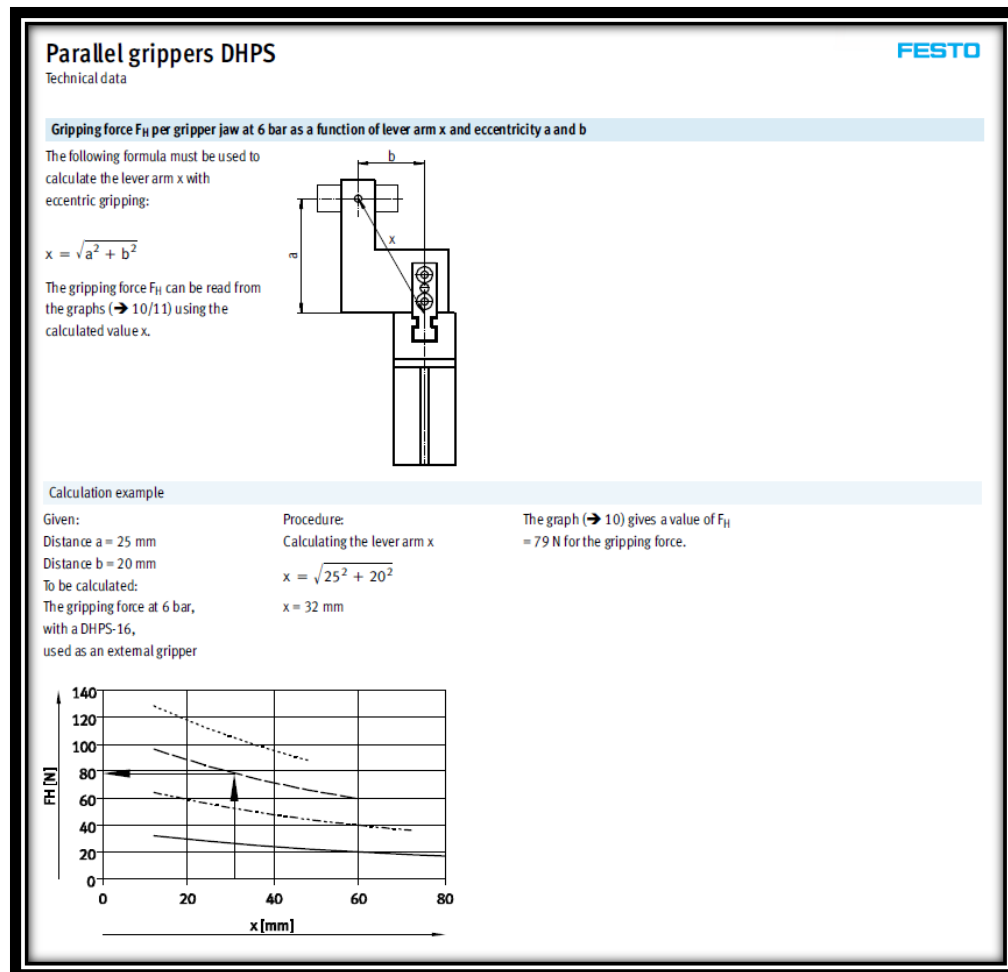 Parallel grippers DHPS
FESTO
Technical data
Gripping force FH per gripper jaw at 6 bar as a function of lever arm x and eccentricity a and b
The following formula must be used to
calculate the lever arm x with
eccentric gripping:
x = √a² + b²
The gripping force FH can be read from
the graphs (➔ 10/11) using the
calculated value x.
b
x
a
Calculation example
Given:
Distance a = 25 mm
Distance b = 20 mm
To be calculated:
The gripping force at 6 bar,
with a DHPS-16,
used as an external gripper
Procedure:
Calculating the lever arm x
x = √25² + 20²
x = 32 mm
The graph (➔ 10) gives a value of FH
= 79 N for the gripping force.
140
120
100
80
60
40
20
0
FH [N]
0 20 40 60 80
x [mm]